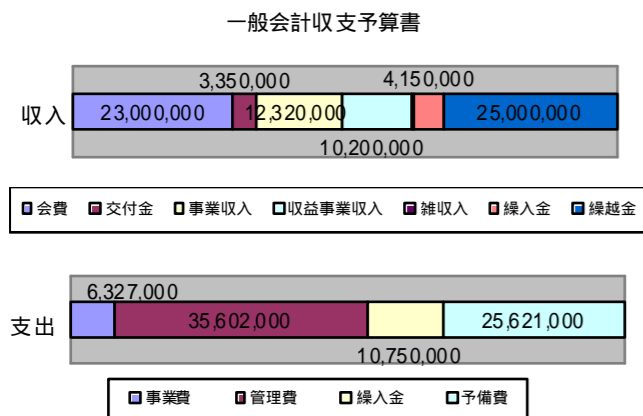 一般会計収支予算書
3,350,000 4,150,000
収入 23,000,000 12,320,000 25,000,000
10,200,000
会費 交付金 事業収入 収益事業収入 雑収入 繰入金 繰越金
6,327,000
支出 35,602,000 25,621,000
10,750,000
事業費 管理費 繰入金 予備費